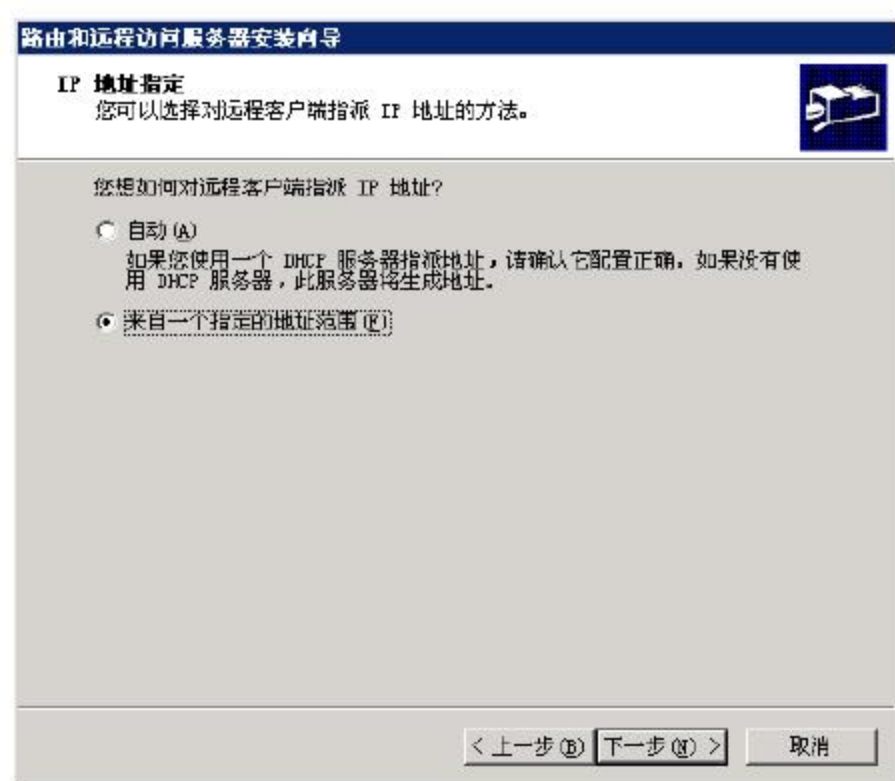 路由和远程访问服务器安装向导
IP 地址指定
您可以选择对远程客户端指派 IP 地址的方法。
您想如何对远程客户端指派 IP 地址?
自动(A)
如果您使用一个 DHCP 服务器指派地址，请确认它配置正确。如果没有使
用 DHCP 服务器，此服务器将生成地址。
来自一个指定的地址范围(F)
< 上一步(B) 下一步(N) > 取消